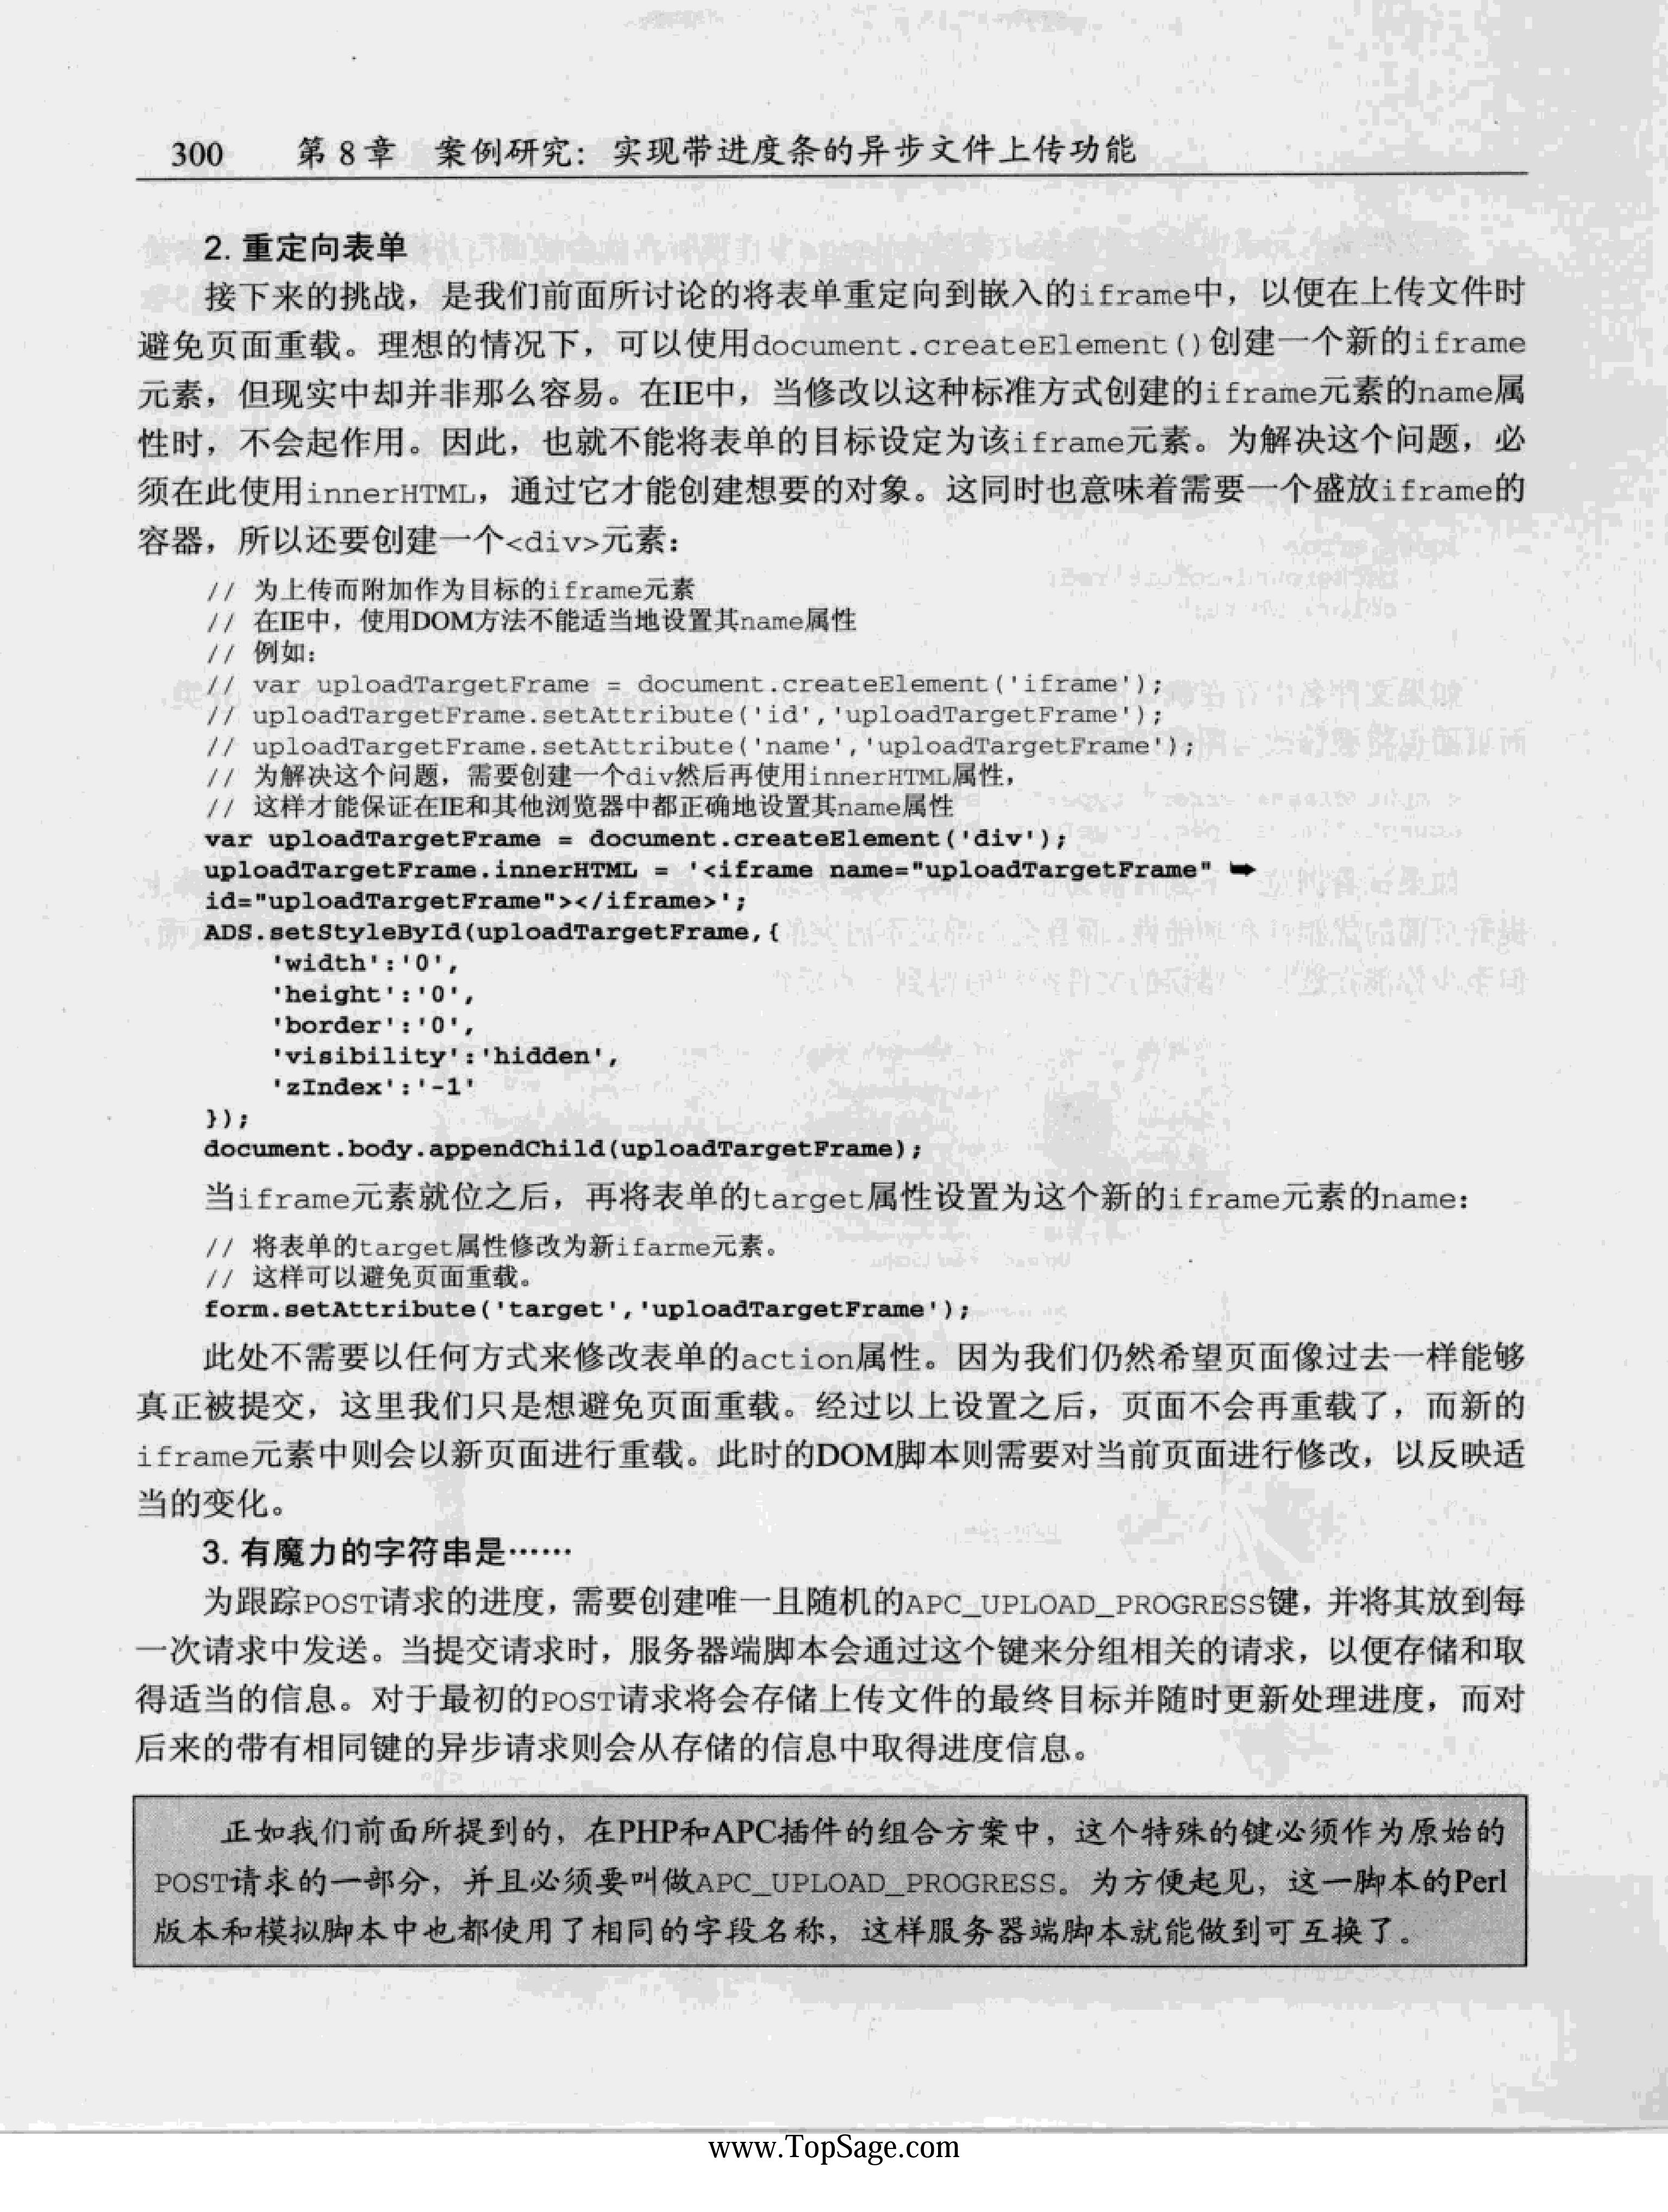 300 第 8 章 案例研究：实现带进度条的异步文件上传功能
2. 重定向表单
接下来的挑战，是我们前面所讨论的将表单重定向到嵌入的iframe中，以便在上传文件时
避免页面重载。理想的情况下，可以使用document.createElement()创建一个新的iframe
元素，但现实中却并非那么容易。在IE中，当修改以这种标准方式创建的iframe元素的name属
性时，不会起作用。因此，也就不能将表单的目标设定为该iframe元素。为解决这个问题，必
须在此使用innerHTML，通过它才能创建想要的对象。这同时也意味着需要一个盛放iframe的
容器，所以还要创建一个<div>元素：
// 为上传而附加作为目标的iframe元素
// 在IE中，使用DOM方法不能适当地设置其name属性
// 例如：
// var uploadTargetFrame = document.createElement('iframe');
// uploadTargetFrame.setAttribute('id','uploadTargetFrame');
// uploadTargetFrame.setAttribute('name','uploadTargetFrame');
// 为解决这个问题，需要创建一个div然后再使用innerHTML属性，
// 这样才能保证在IE和其他浏览器中都正确地设置其name属性
var uploadTargetFrame = document.createElement('div');
uploadTargetFrame.innerHTML = '<iframe name="uploadTargetFrame" ➥
id="uploadTargetFrame"></iframe>';
ADS.setStyleById(uploadTargetFrame,{
'width':'0',
'height':'0',
'border':'0',
'visibility':'hidden',
'zIndex':'-1'
});
document.body.appendChild(uploadTargetFrame);
当iframe元素就位之后，再将表单的target属性设置为这个新的iframe元素的name：
// 将表单的target属性修改为新ifarme元素。
// 这样可以避免页面重载。
form.setAttribute('target','uploadTargetFrame');
此处不需要以任何方式来修改表单的action属性。因为我们仍然希望页面像过去一样能够
真正被提交，这里我们只是想避免页面重载。经过以上设置之后，页面不会再重载了，而新的
iframe元素中则会以新页面进行重载。此时的DOM脚本则需要对当前页面进行修改，以反映适
当的变化。
3. 有魔力的字符串是……
为跟踪POST请求的进度，需要创建唯一且随机的APC_UPLOAD_PROGRESS键，并将其放到每
一次请求中发送。当提交请求时，服务器端脚本会通过这个键来分组相关的请求，以便存储和取
得适当的信息。对于最初的POST请求将会存储上传文件的最终目标并随时更新处理进度，而对
后来的带有相同键的异步请求则会从存储的信息中取得进度信息。
正如我们前面所提到的，在PHP和APC插件的组合方案中，这个特殊的键必须作为原始的
POST请求的一部分，并且必须要叫做APC_UPLOAD_PROGRESS。为方便起见，这一脚本的Perl
版本和模拟脚本中也都使用了相同的字段名称，这样服务器端脚本就能做到可互换了。
www.TopSage.com